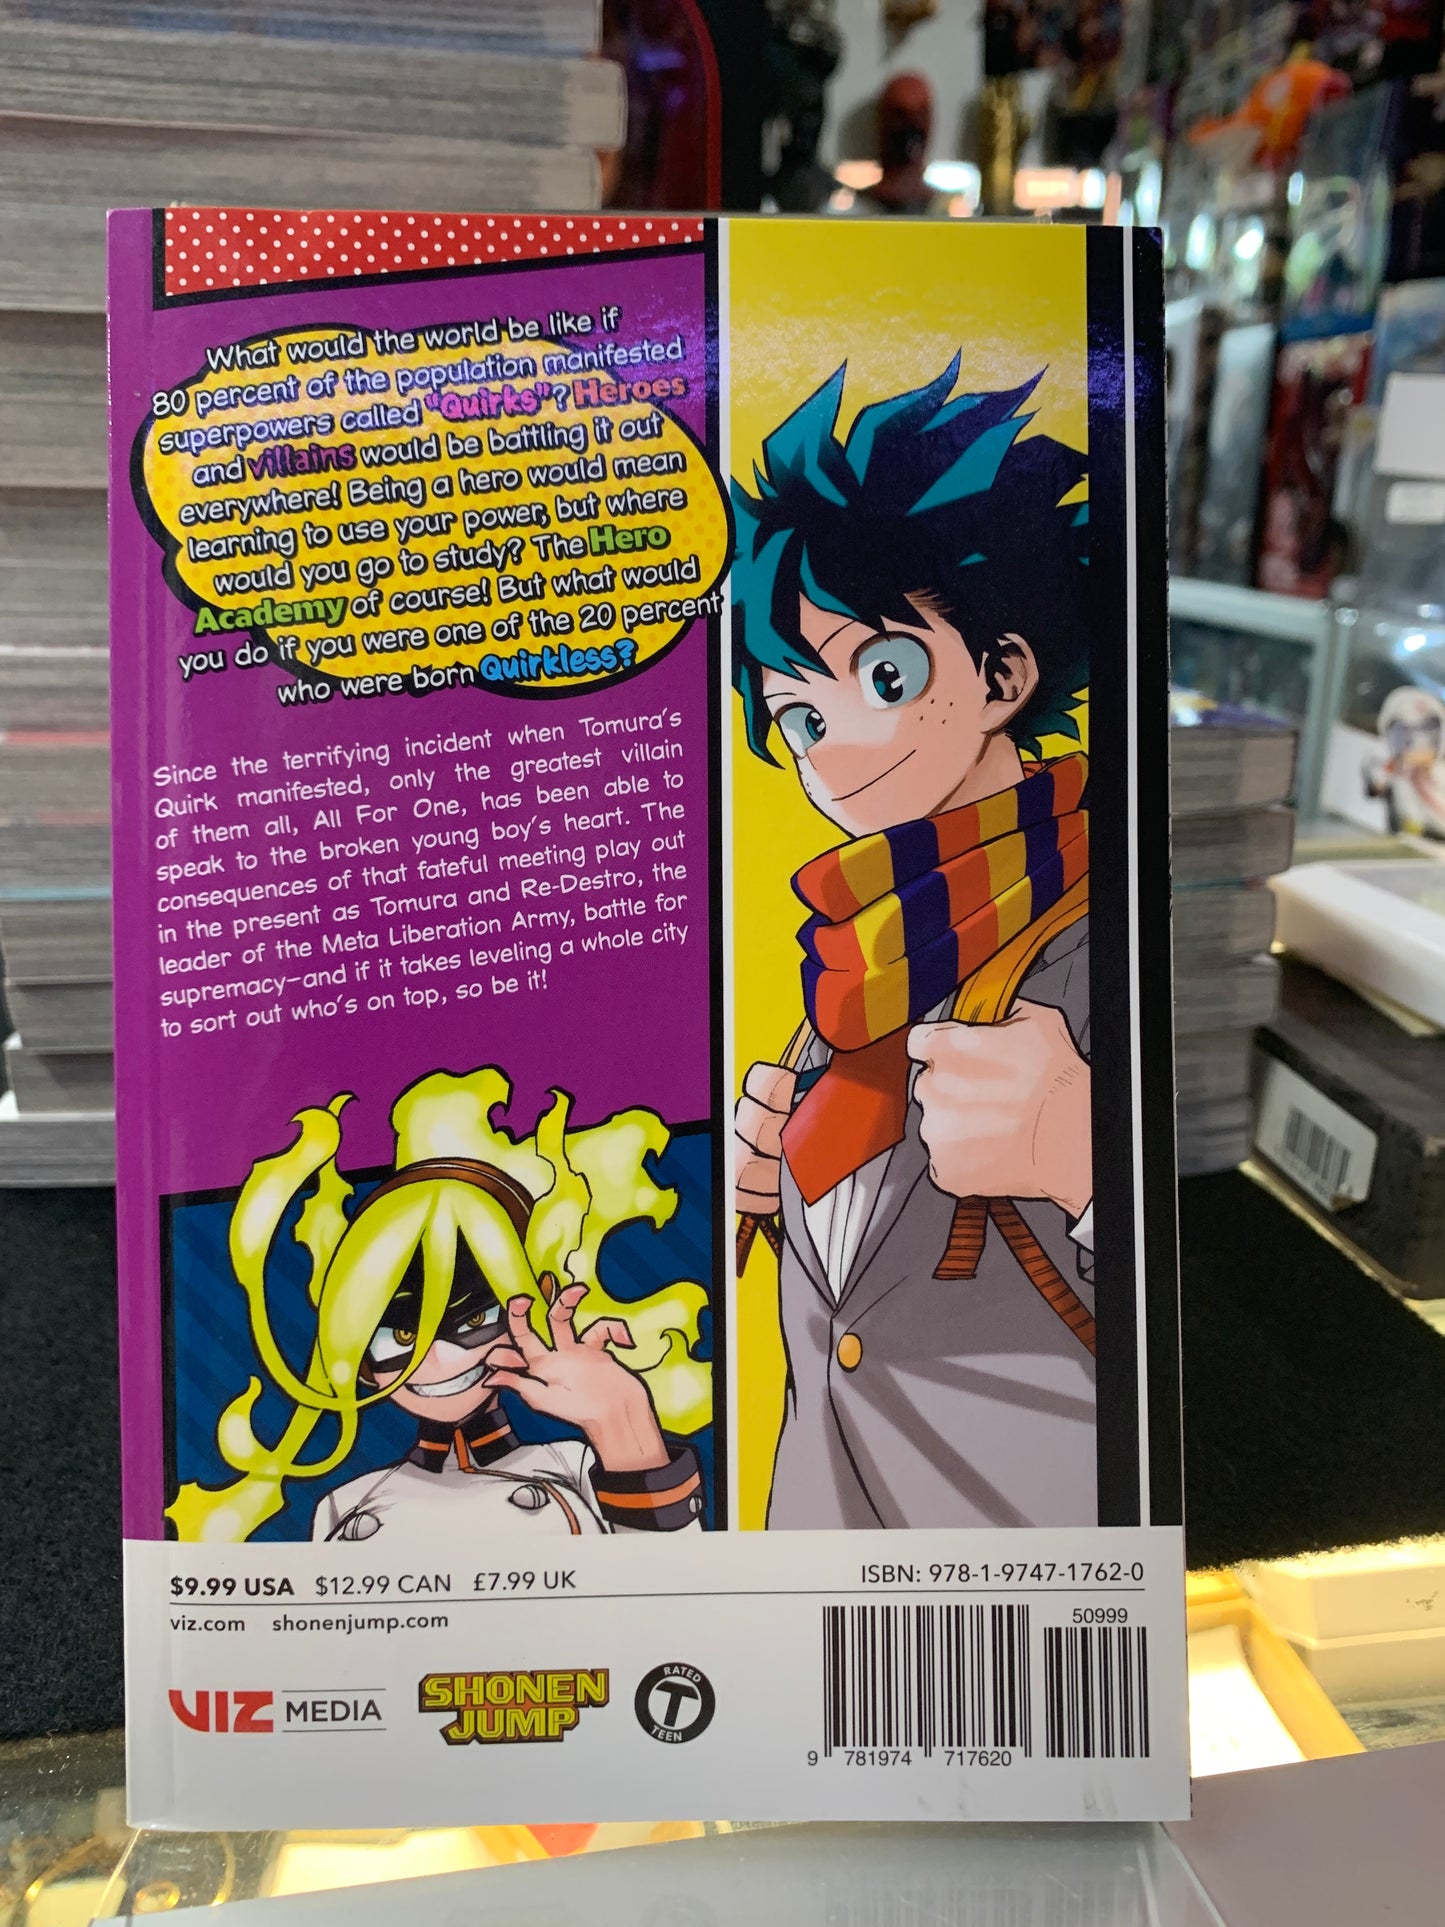 What would the world be like if
80 percent of the population manifested
superpowers called "Quirks"? Heroes
and villains would be battling it out
everywhere! Being a hero would mean
learning to use your power, but where
would you go to study? The Hero
Academy of course! But what would
you do if you were one of the 20 percent
who were born Quirkless?
Since the terrifying incident when Tomura's
Quirk manifested, only the greatest villain
of them all, All For One, has been able to
speak to the broken young boy's heart. The
consequences of that fateful meeting play out
in the present as Tomura and Re-Destro, the
leader of the Meta Liberation Army, battle for
supremacy—and if it takes leveling a whole city
to sort out who's on top, so be it!
$9.99 USA $12.99 CAN £7.99 UK
ISBN: 978-1-9747-1762-0
viz.com shonenjump.com
50999
VIZ MEDIA
SHONEN
JUMP
RATED
T
TEEN
9 781974 717620